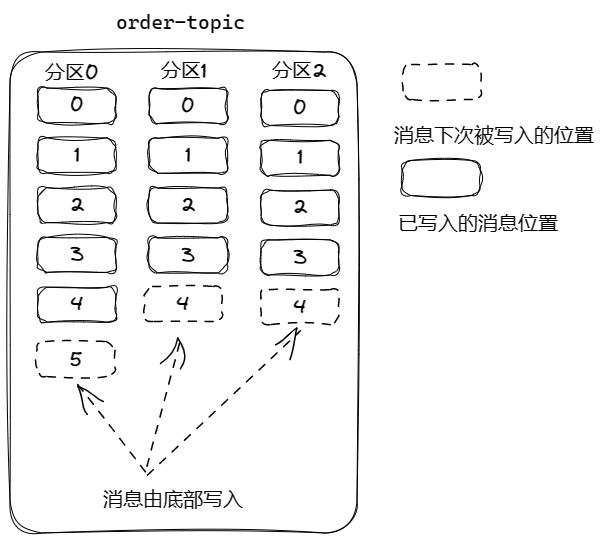 order-topic
分区0 分区1 分区2
0 0 0
1 1 1
2 2 2
3 3 3
4 4 4
5
消息由底部写入
消息下次被写入的位置
已写入的消息位置